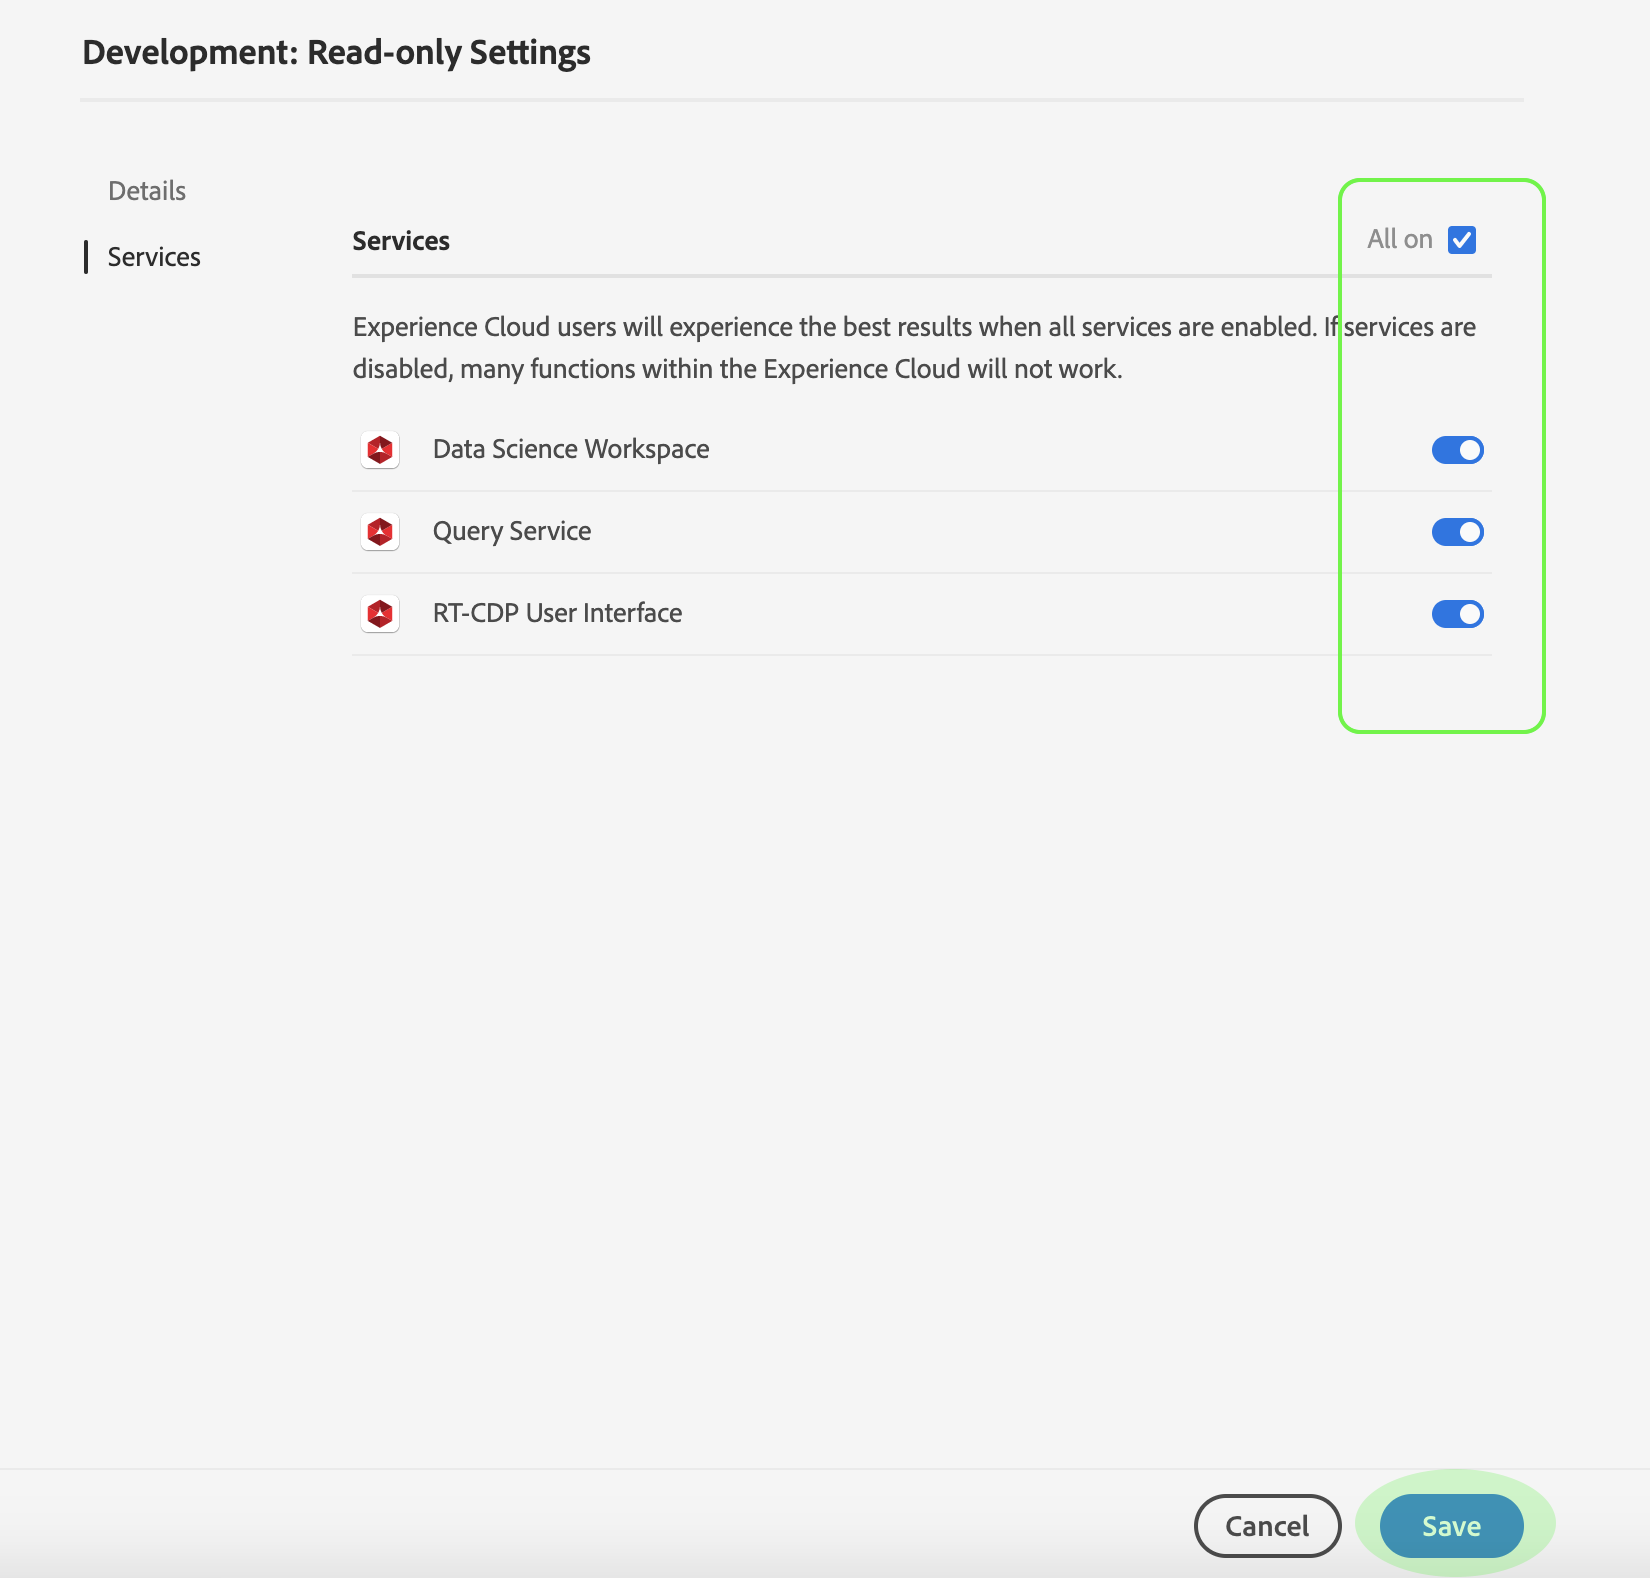 Development: Read-only Settings
Details
Services
Services
All on
Experience Cloud users will experience the best results when all services are enabled. If services are
disabled, many functions within the Experience Cloud will not work.
Data Science Workspace
Query Service
RT-CDP User Interface
Cancel
Save